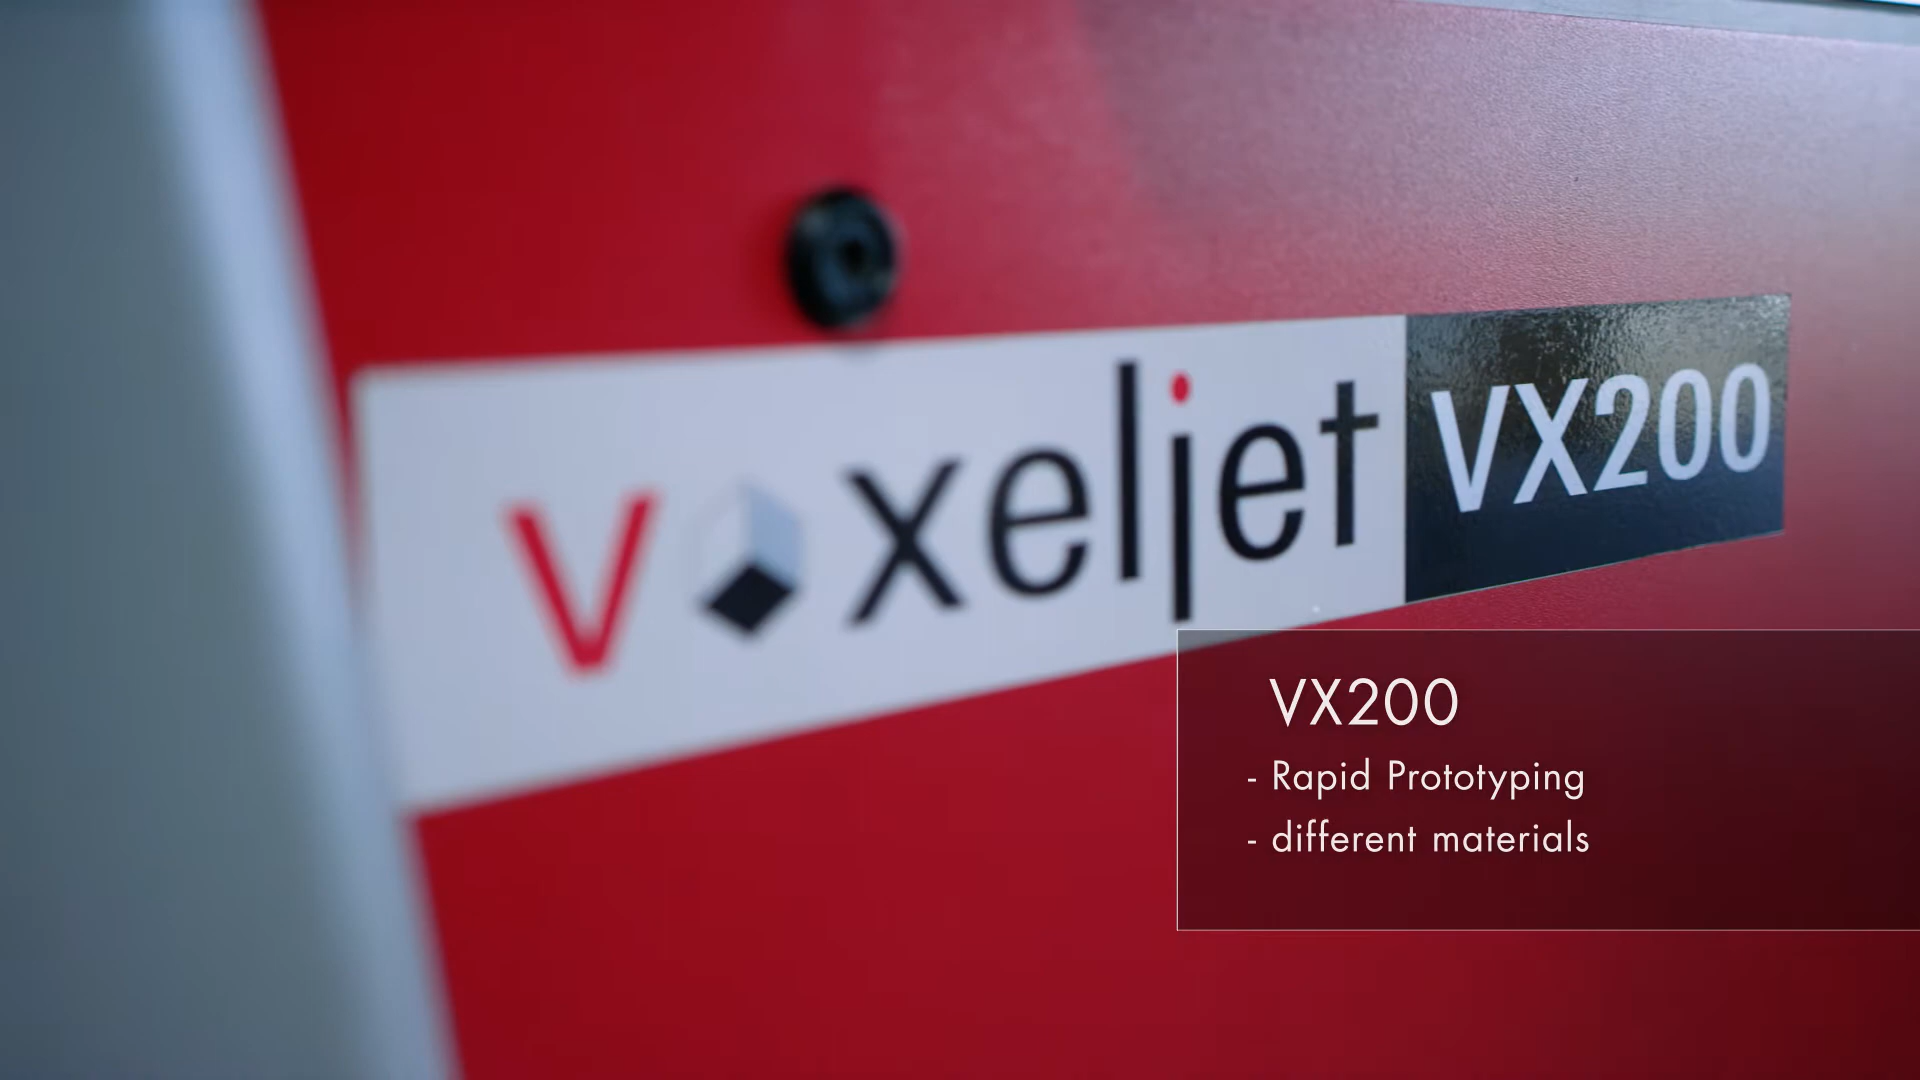 voxeljet VX200
VX200
- Rapid Prototyping
- different materials